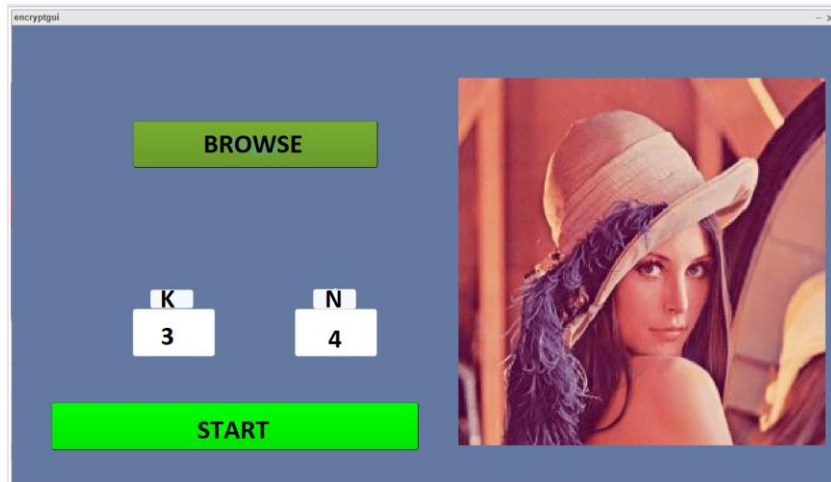 encryptgui
BROWSE
K N
3 4
START